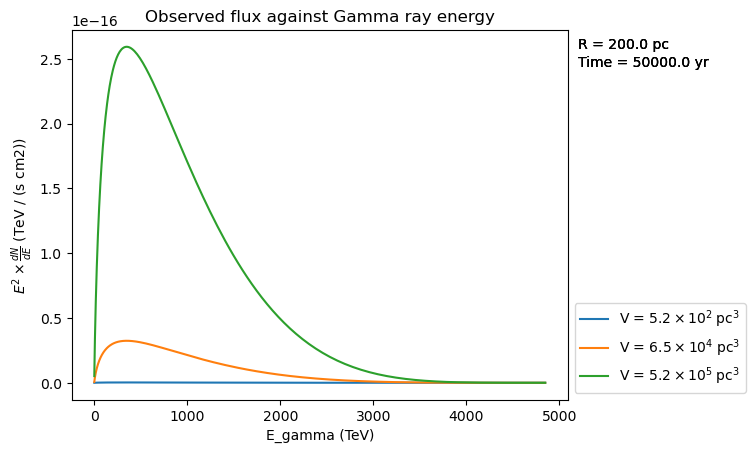 Observed flux against Gamma ray energy
1e−16
R = 200.0 pc
Time = 50000.0 yr
2.5
2.0
1.5
1.0
0.5
0.0
E² × dN/dE (TeV / (s cm2))
0 1000 2000 3000 4000 5000
E_gamma (TeV)
V = 5.2 × 10² pc³
V = 6.5 × 10⁴ pc³
V = 5.2 × 10⁵ pc³